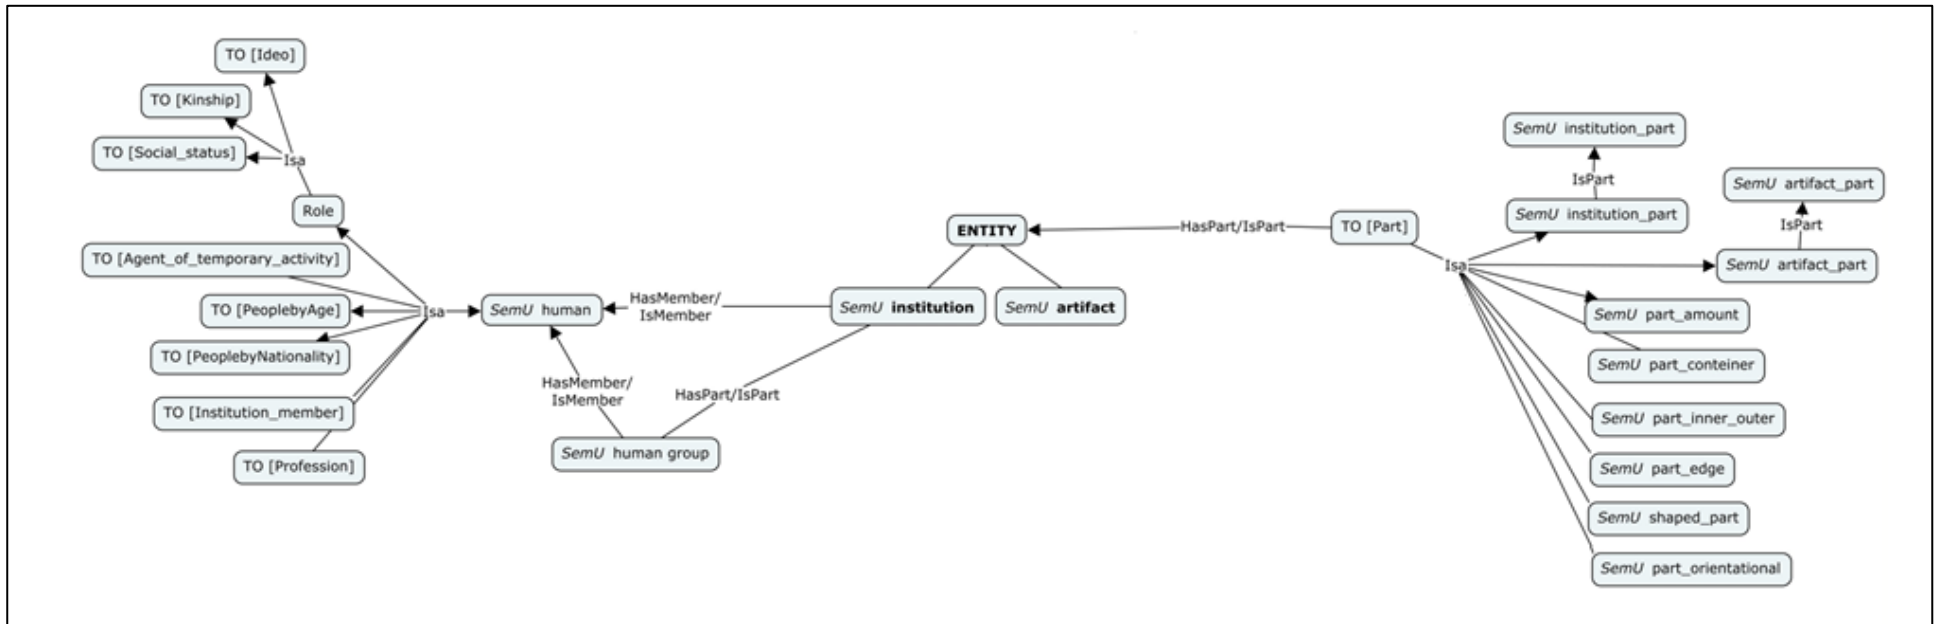 TO [Ideo]
TO [Kinship]
TO [Social_status]
Isa
Role
TO [Agent_of_temporary_activity]
TO [PeoplebyAge]
TO [PeoplebyNationality]
TO [Institution_member]
TO [Profession]
Isa
SemU human
HasMember/
IsMember
HasMember/
IsMember
HasPart/IsPart
SemU human group
ENTITY
SemU institution
SemU artifact
HasPart/IsPart
TO [Part]
Isa
SemU institution_part
IsPart
SemU institution_part
SemU artifact_part
IsPart
SemU artifact_part
SemU part_amount
SemU part_conteiner
SemU part_inner_outer
SemU part_edge
SemU shaped_part
SemU part_orientational